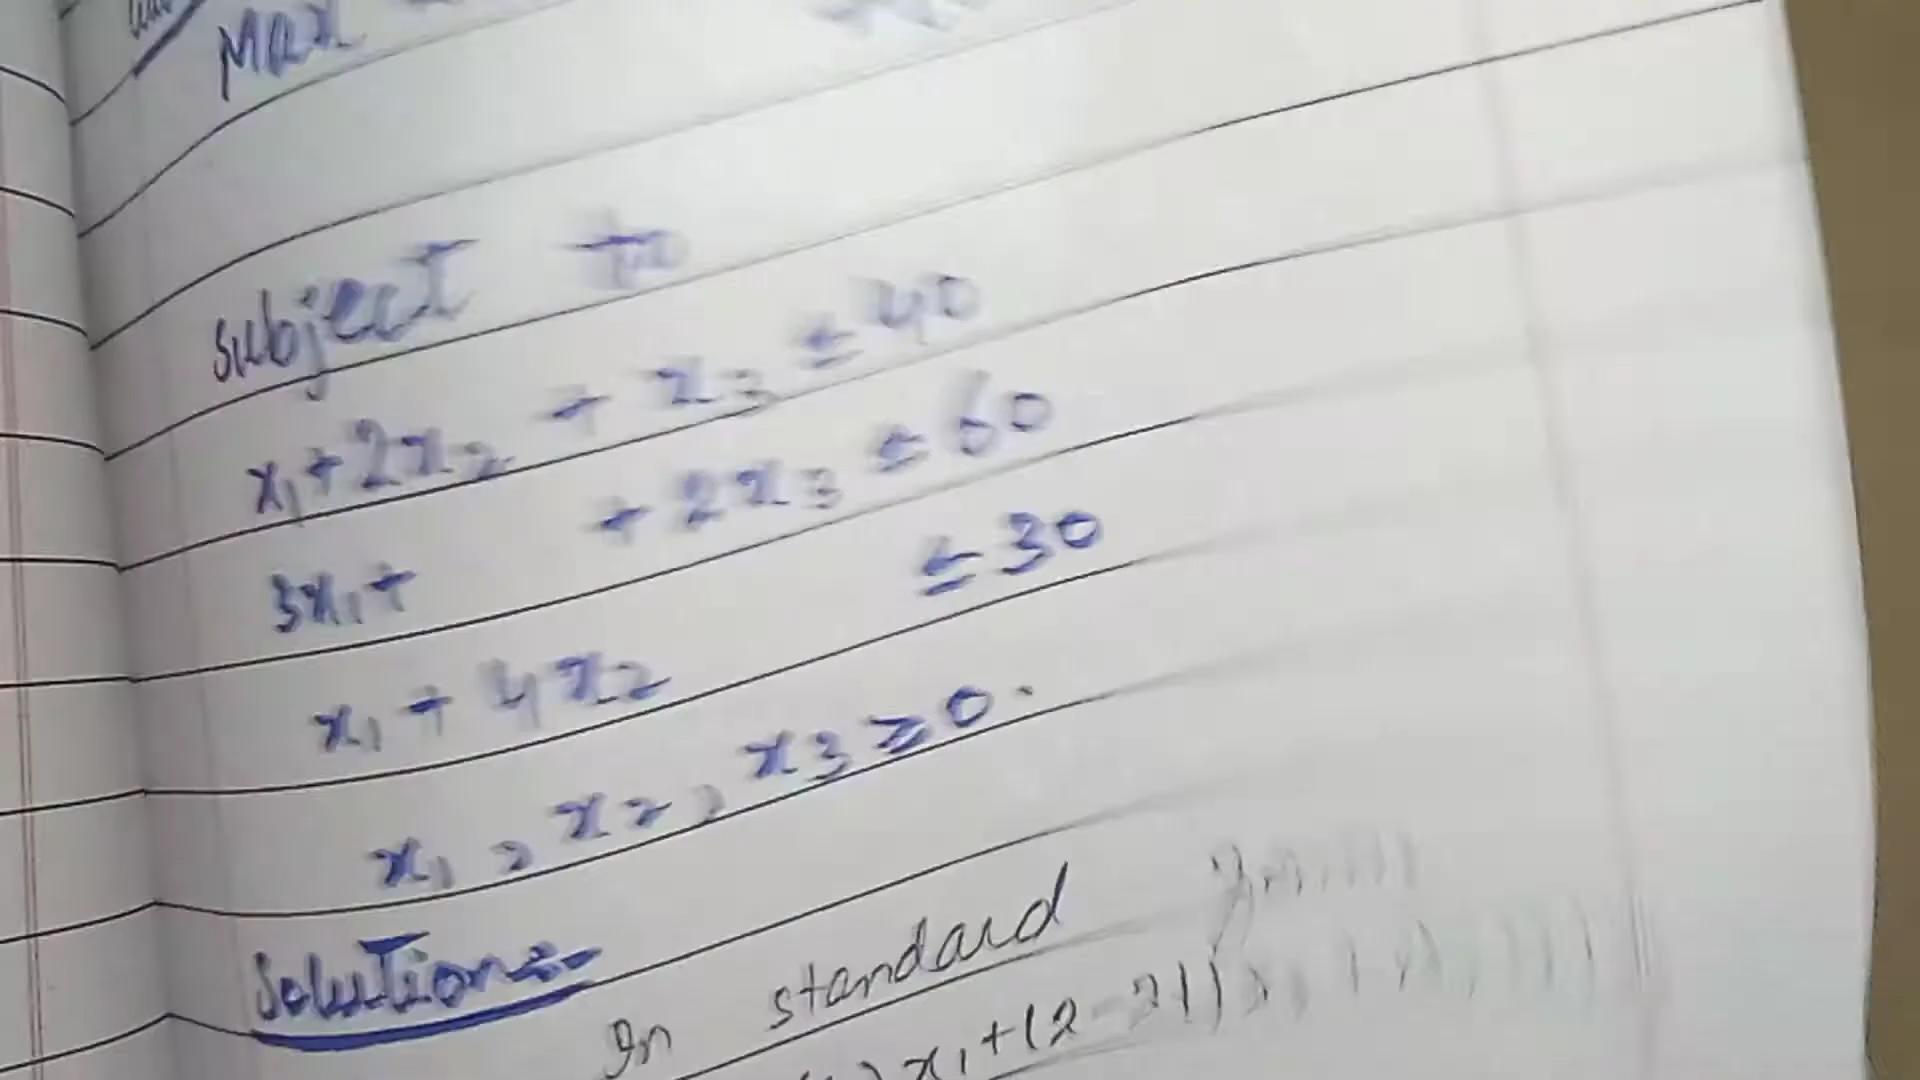 Max
Subject to
x₁ + 2x₂ + x₃ ≤ 40
3x₁ + + 2x₃ ≤ 60
x₁ + 4x₂ ≤ 30
x₁, x₂, x₃ ≥ 0.
Solution:-
In standard
x₁ + (2-2t)